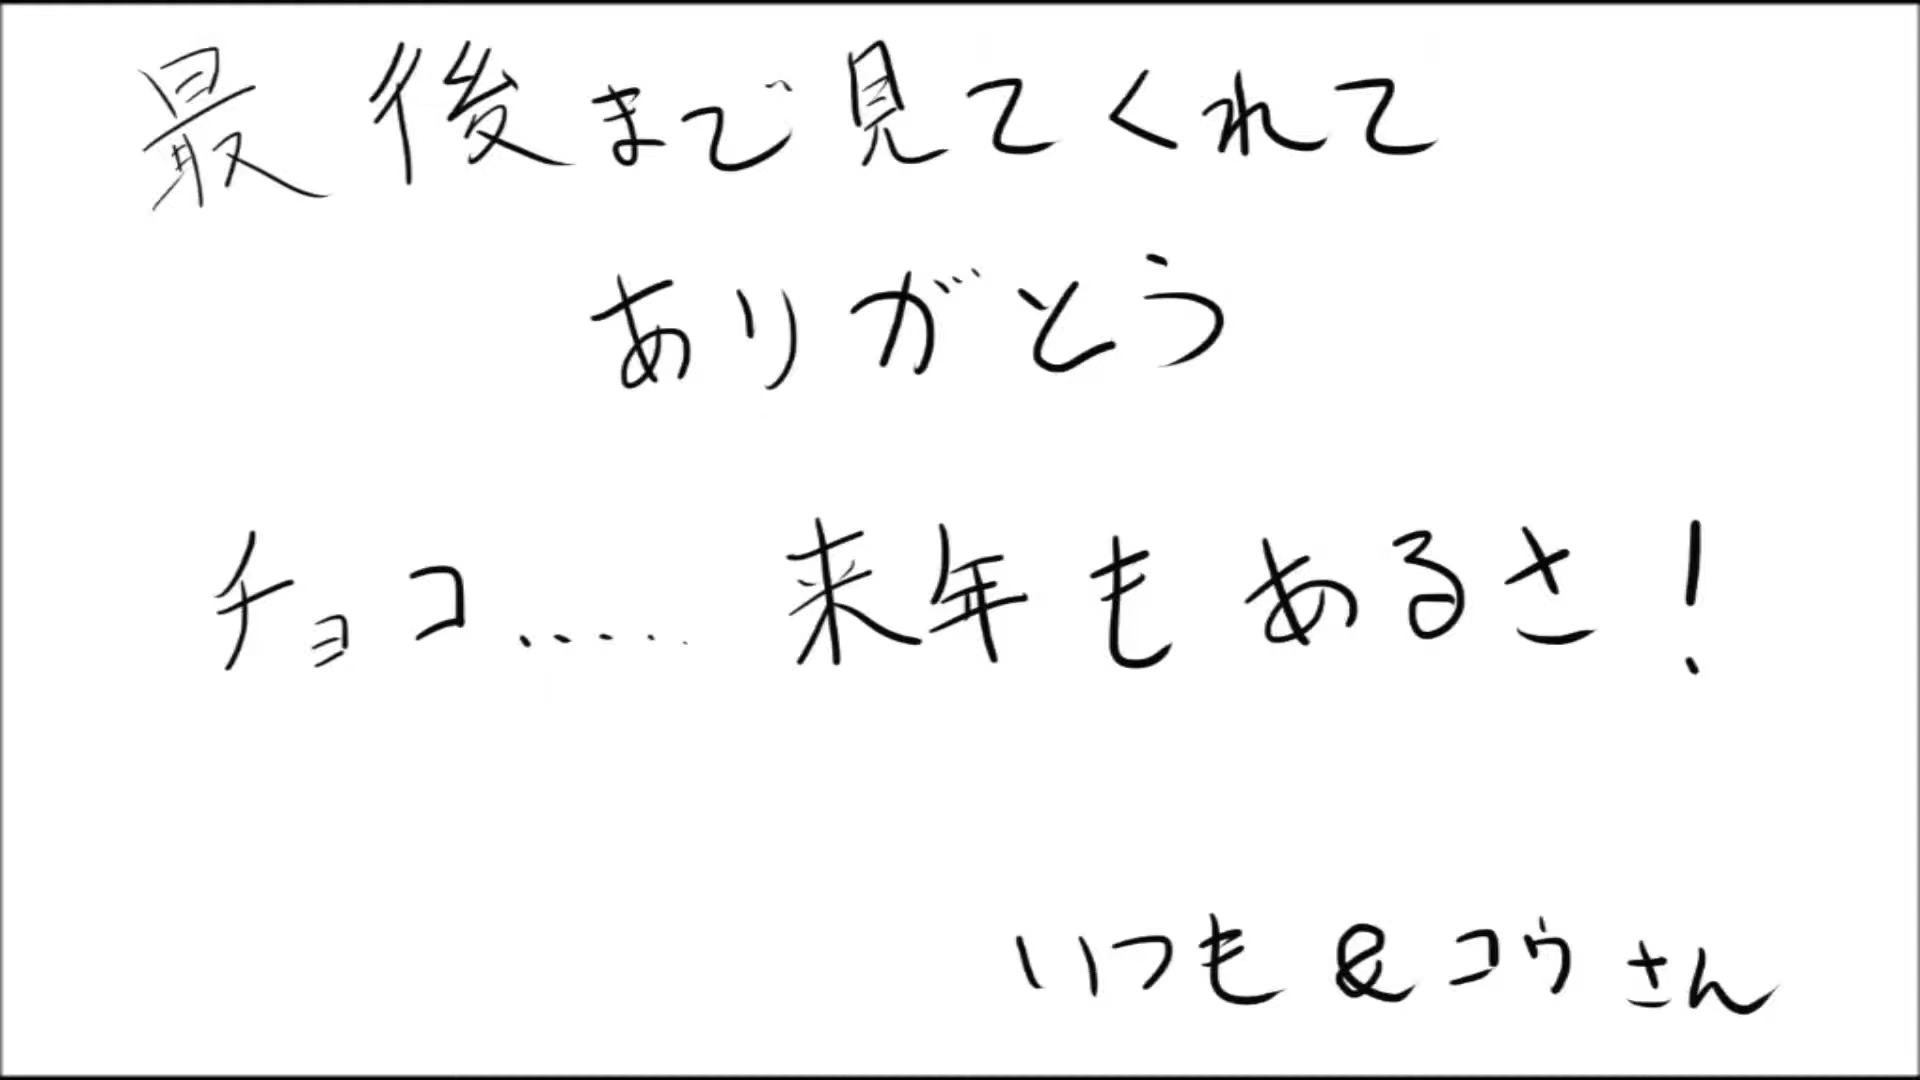 最後まで見てくれて
ありがとう
チョコ......来年もあるさ!
いつも&コウさん